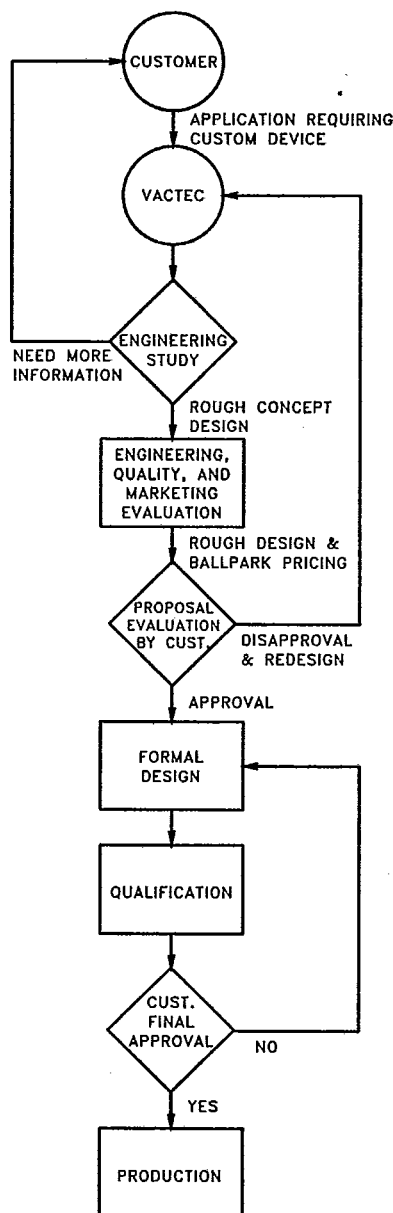 CUSTOMER
APPLICATION REQUIRING
CUSTOM DEVICE
VACTEC
ENGINEERING
STUDY
NEED MORE
INFORMATION
ROUGH CONCEPT
DESIGN
ENGINEERING,
QUALITY, AND
MARKETING
EVALUATION
ROUGH DESIGN &
BALLPARK PRICING
PROPOSAL
EVALUATION
BY CUST.
DISAPPROVAL
& REDESIGN
APPROVAL
FORMAL
DESIGN
QUALIFICATION
CUST.
FINAL
APPROVAL
NO
YES
PRODUCTION